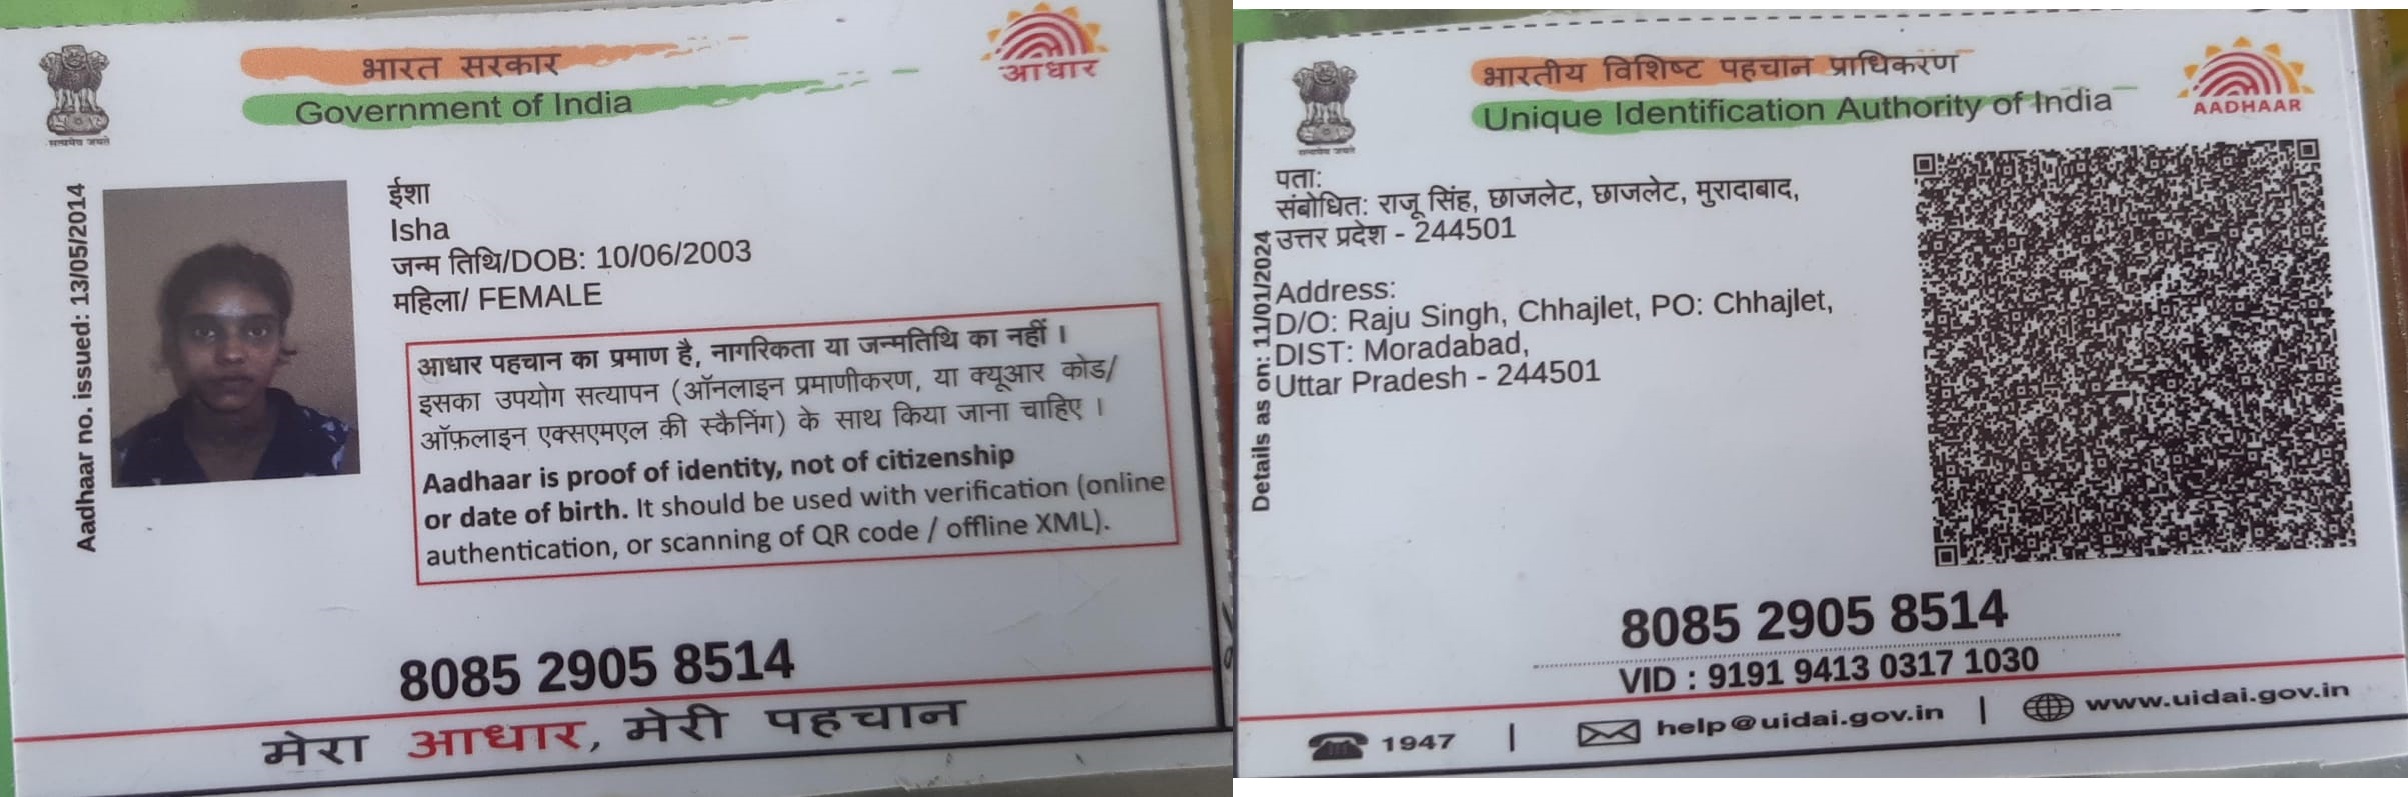 भारत सरकार
Government of India
आधार
सत्यमेव जयते
Aadhaar no. issued: 13/05/2014
ईशा
Isha
जन्म तिथि/DOB: 10/06/2003
महिला/ FEMALE
आधार पहचान का प्रमाण है, नागरिकता या जन्मतिथि का नहीं ।
इसका उपयोग सत्यापन (ऑनलाइन प्रमाणीकरण, या क्यूआर कोड/
ऑफ़लाइन एक्सएमएल की स्कैनिंग) के साथ किया जाना चाहिए ।
Aadhaar is proof of identity, not of citizenship
or date of birth. It should be used with verification (online
authentication, or scanning of QR code / offline XML).
8085 2905 8514
मेरा आधार, मेरी पहचान
भारतीय विशिष्ट पहचान प्राधिकरण
Unique Identification Authority of India
AADHAAR
सत्यमेव जयते
Details as on: 11/01/2024
पता:
संबोधित: राजू सिंह, छाजलेट, छाजलेट, मुरादाबाद,
उत्तर प्रदेश - 244501
Address:
D/O: Raju Singh, Chhajlet, PO: Chhajlet,
DIST: Moradabad,
Uttar Pradesh - 244501
8085 2905 8514
VID : 9191 9413 0317 1030
1947 | help@uidai.gov.in | www.uidai.gov.in